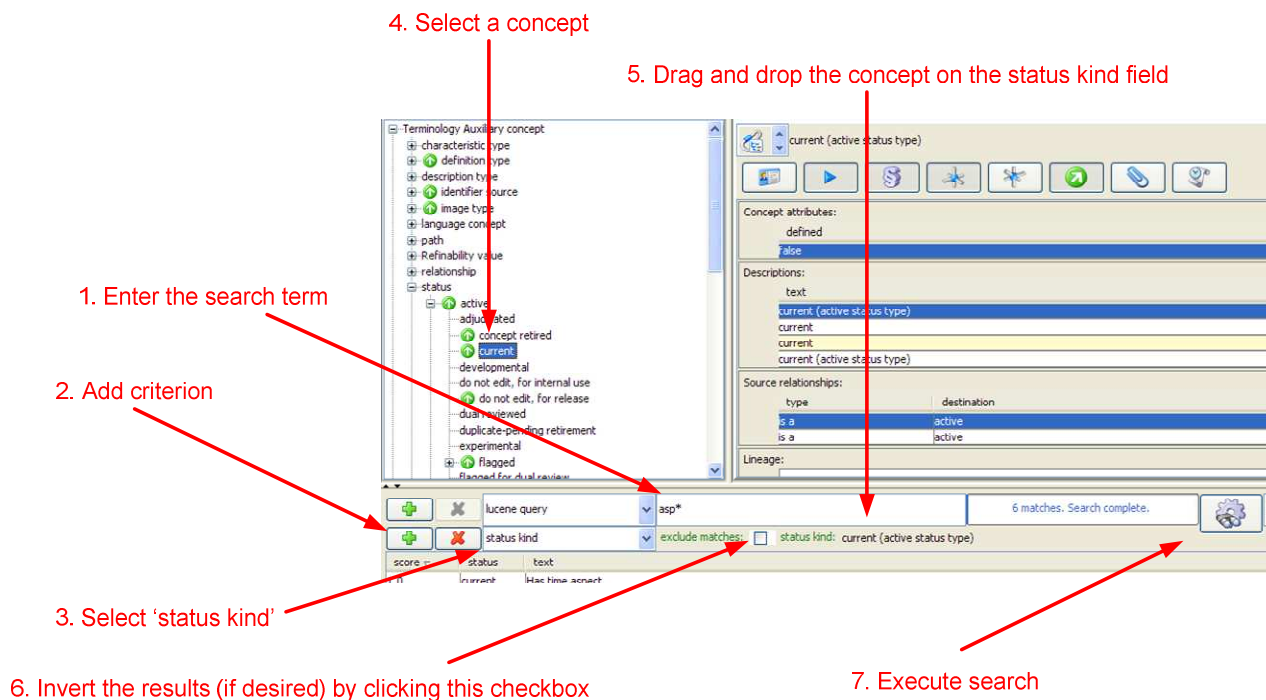 4. Select a concept
5. Drag and drop the concept on the status kind field
Terminology Auxiliary concept
characteristic type
definition type
description type
identifier source
image type
language concept
path
Refinability value
relationship
status
active
adjudicated
concept retired
current
developmental
do not edit, for internal use
do not edit, for release
dual reviewed
duplicate-pending retirement
experimental
flagged
flagged for dual review
current (active status type)
Concept attributes:
defined
false
Descriptions:
text
current (active status type)
current
current
current (active status type)
Source relationships:
type destination
is a active
is a active
Lineage:
1. Enter the search term
2. Add criterion
lucene query asp* 6 matches. Search complete.
status kind exclude matches: status kind: current (active status type)
score status text
current Has time aspect
3. Select ‘status kind’
6. Invert the results (if desired) by clicking this checkbox
7. Execute search